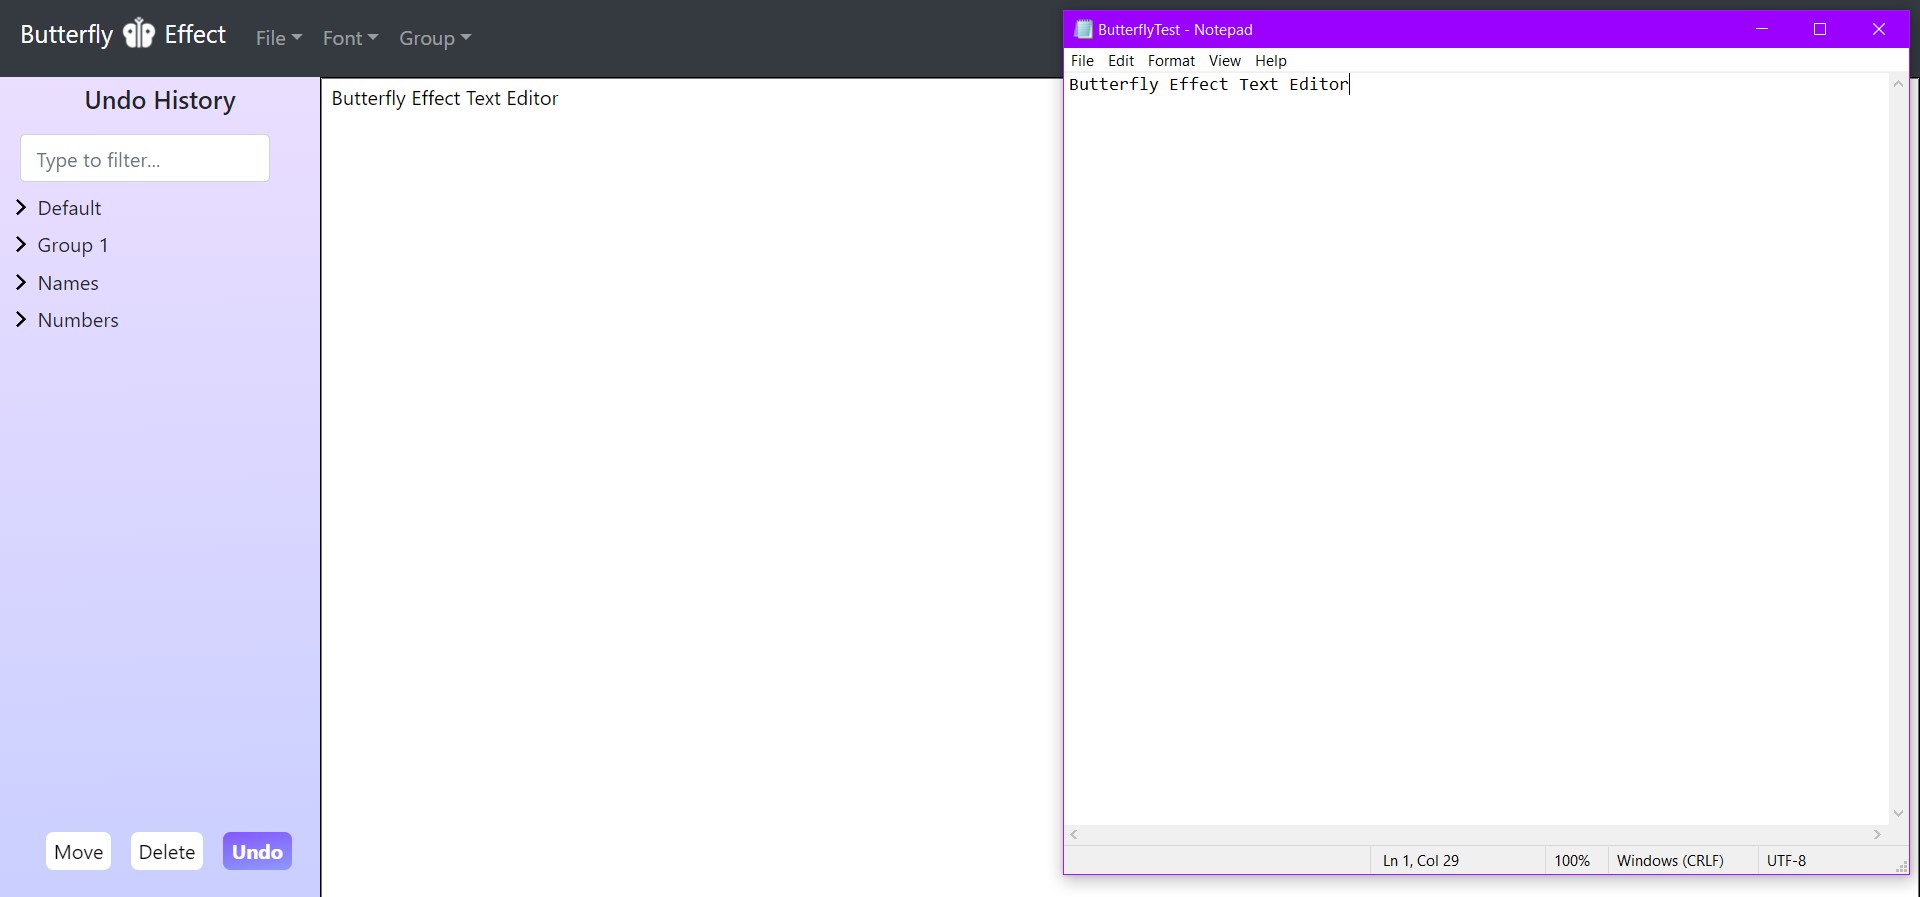 Butterfly Effect File Font Group
Undo History
Type to filter...
Default
Group 1
Names
Numbers
Move Delete Undo
Butterfly Effect Text Editor
ButterflyTest - Notepad
File Edit Format View Help
Butterfly Effect Text Editor
Ln 1, Col 29 100% Windows (CRLF) UTF-8